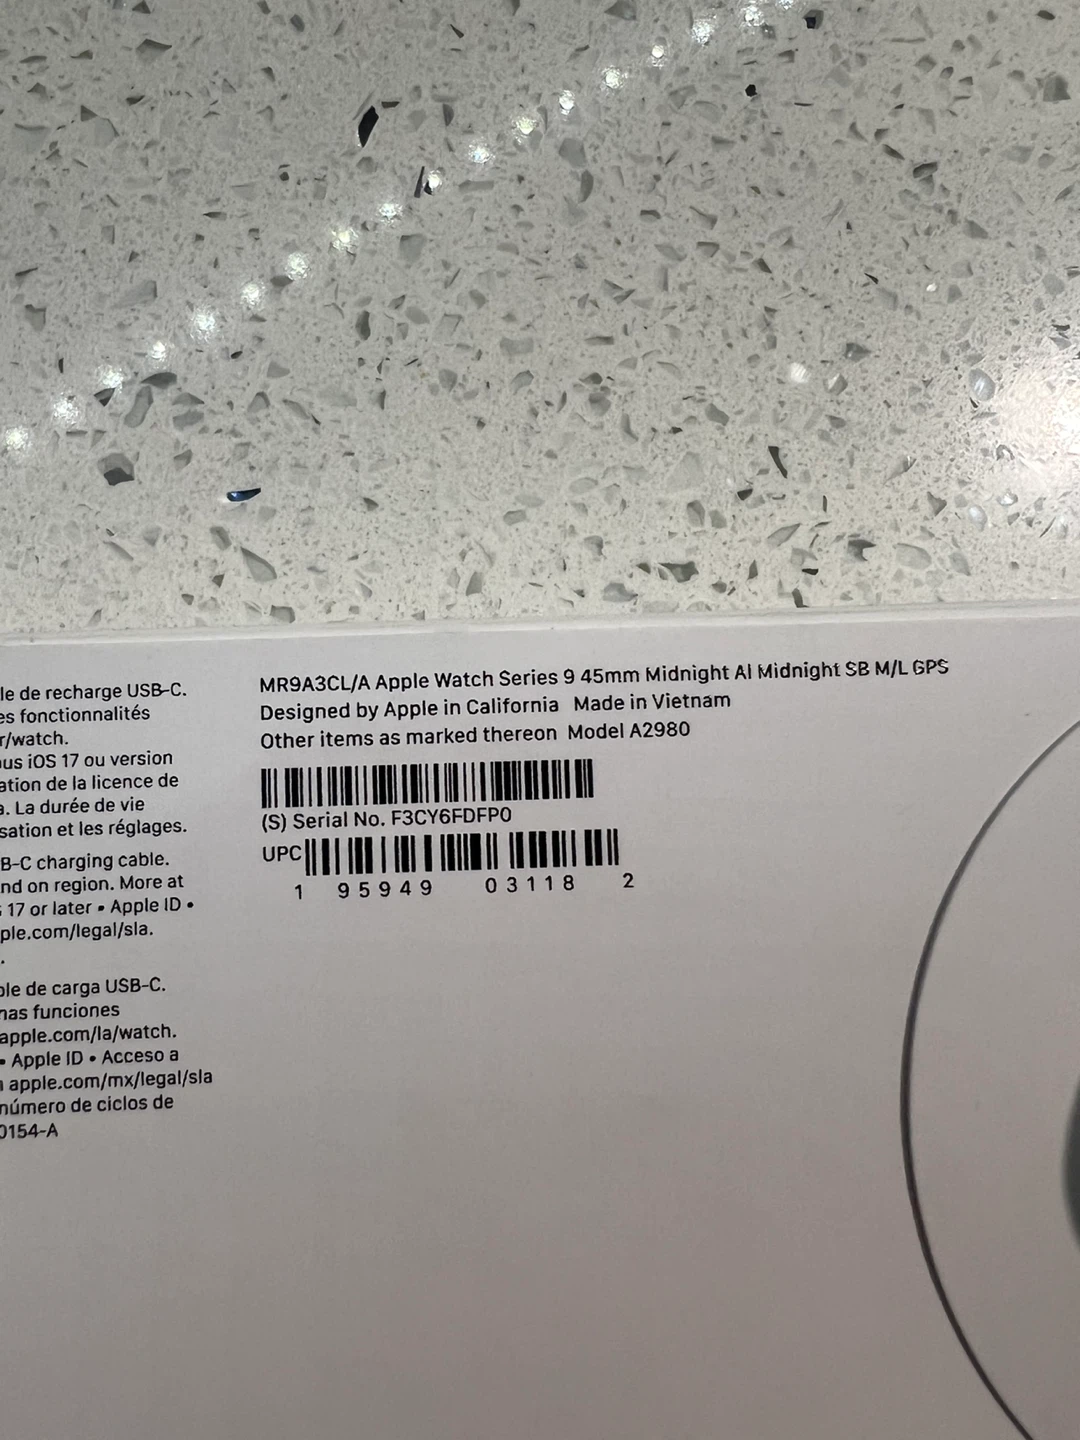 le de recharge USB-C.
es fonctionnalités
r/watch.
us iOS 17 ou version
ation de la licence de
a. La durée de vie
sation et les réglages.
B-C charging cable.
nd on region. More at
17 or later • Apple ID •
ple.com/legal/sla.
.
ole de carga USB-C.
nas funciones
apple.com/la/watch.
• Apple ID • Acceso a
n apple.com/mx/legal/sla
número de ciclos de
0154-A
MR9A3CL/A Apple Watch Series 9 45mm Midnight Al Midnight SB M/L GPS
Designed by Apple in California Made in Vietnam
Other items as marked thereon Model A2980
(S) Serial No. F3CY6FDFP0
UPC
1 95949 03118 2